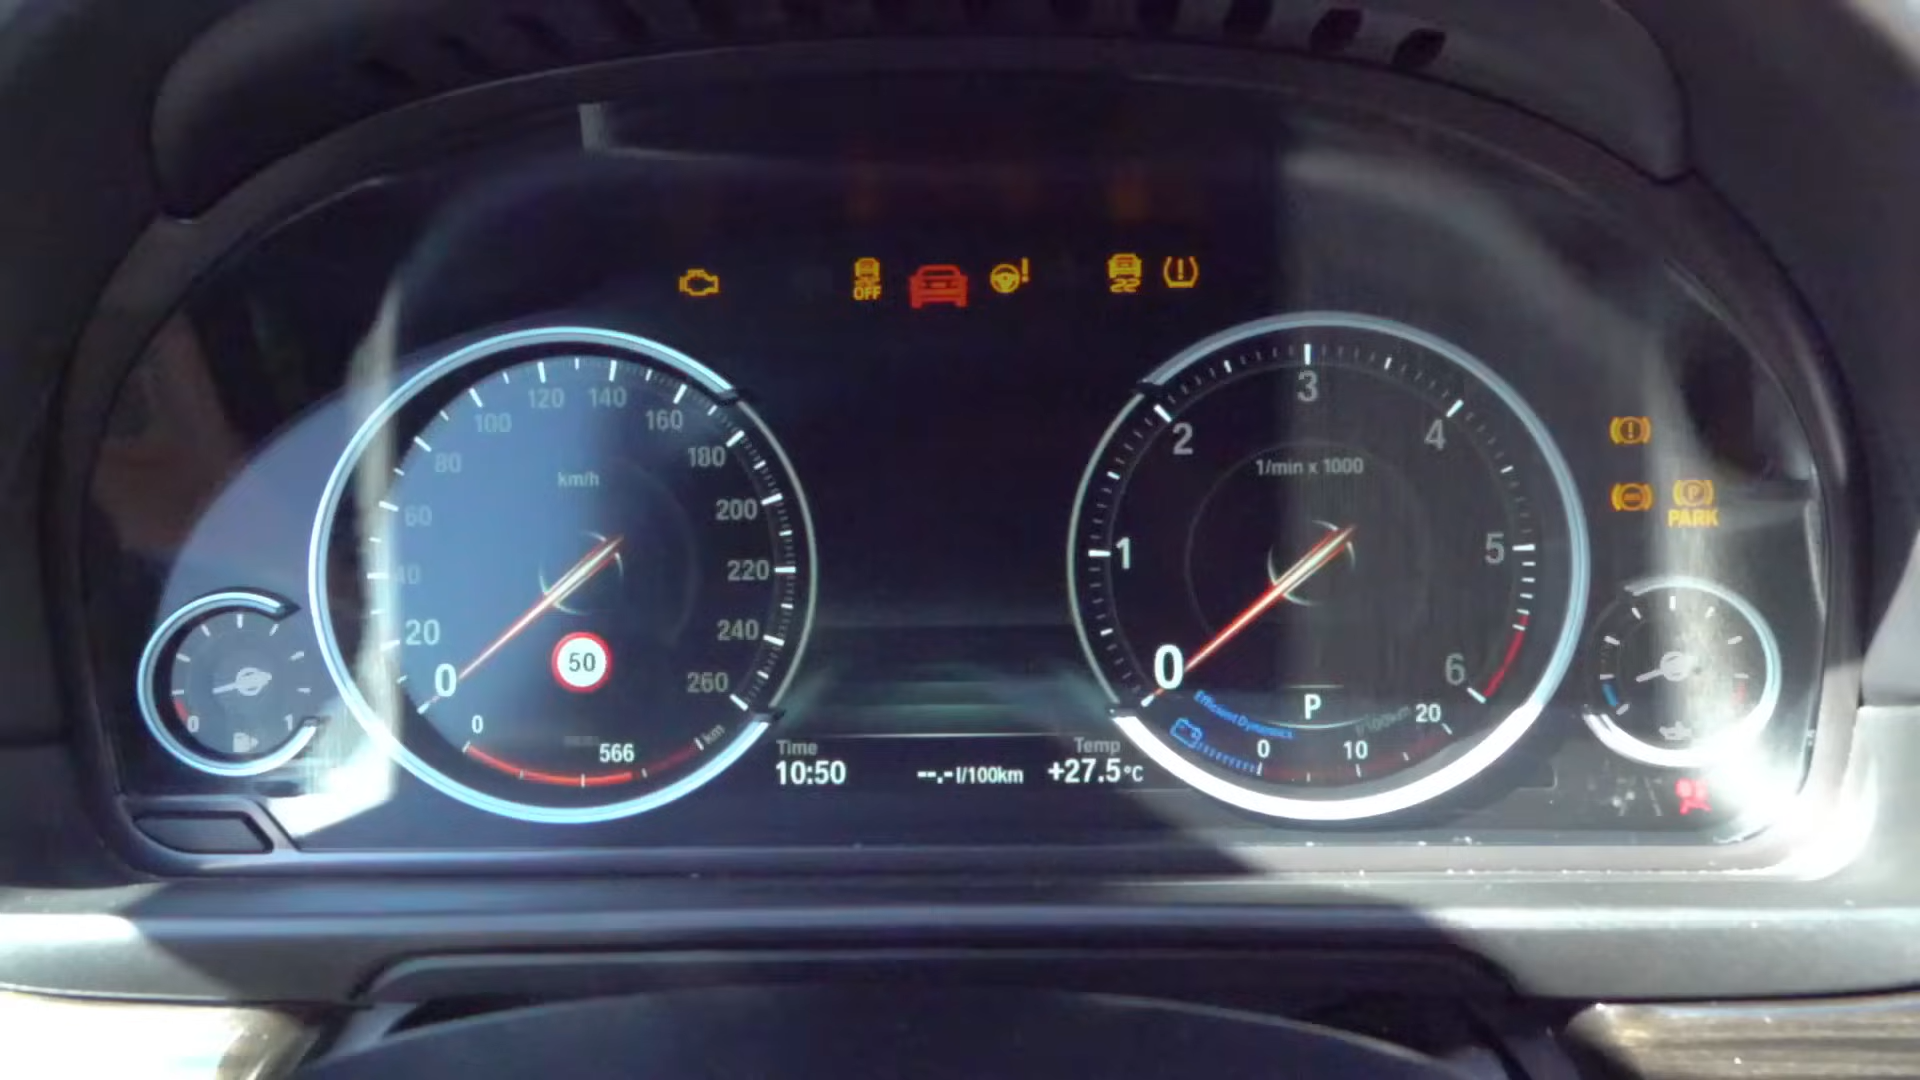 OFF
km/h
0
20
40
60
80
100
120
140
160
180
200
220
240
260
50
0
566
km
0
1
Time
10:50
--.-l/100km
Temp
+27.5°C
1/min x 1000
0
1
2
3
4
5
6
P
Efficient Dynamics
l/100km
0
10
20
P
PARK